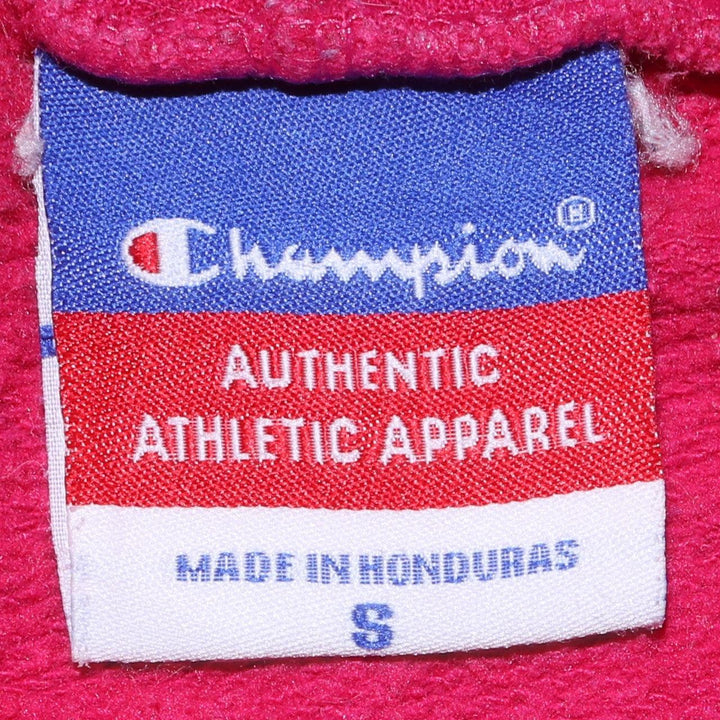 Champion®
AUTHENTIC
ATHLETIC APPAREL
MADE IN HONDURAS
S